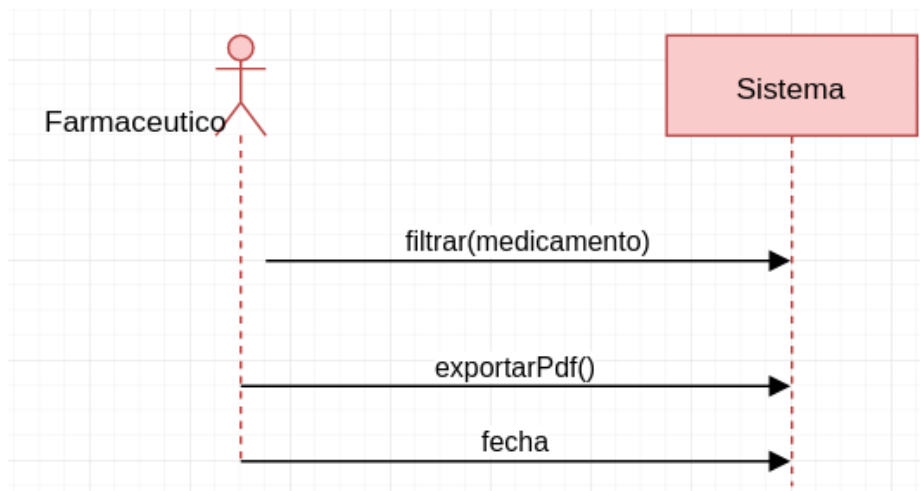 Sistema
Farmaceutico
filtrar(medicamento)
exportarPdf()
fecha